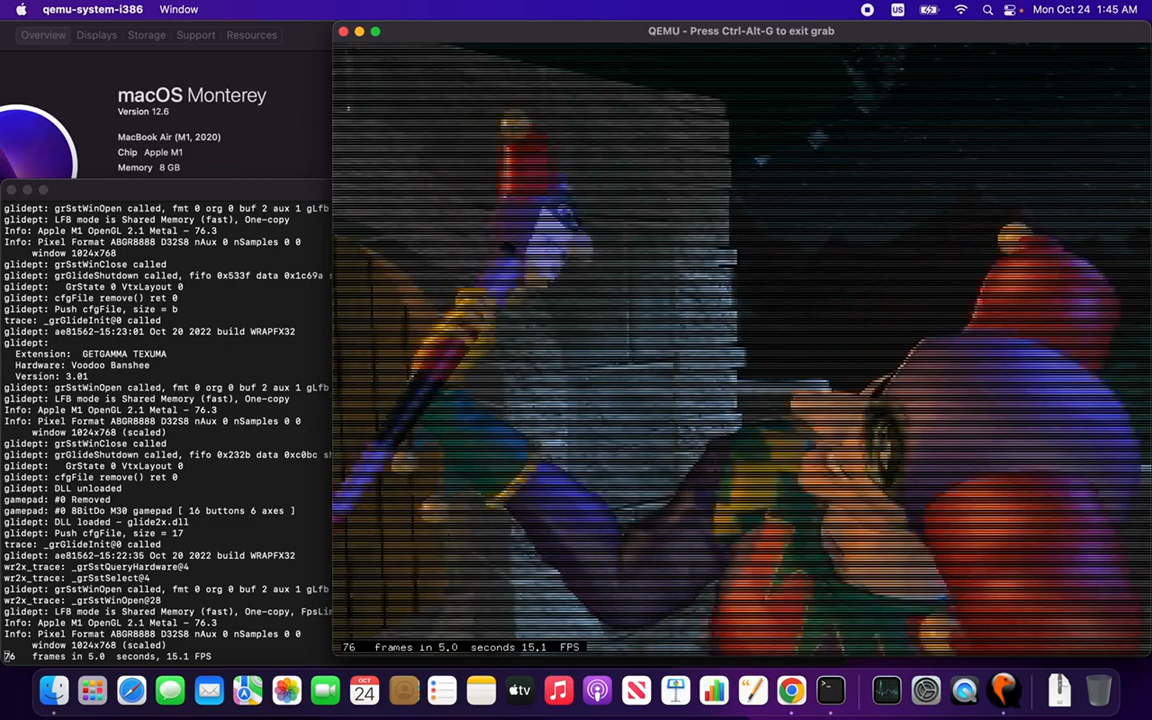 qemu-system-i386 Window
US
Mon Oct 24 1:45 AM
Overview Displays Storage Support Resources
QEMU - Press Ctrl-Alt-G to exit grab
macOS Monterey
Version 12.6
MacBook Air (M1, 2020)
Chip Apple M1
Memory 8 GB
glidept: grSstWinOpen called, fmt 0 org 0 buf 2 aux 1 gLfb
glidept: LFB mode is Shared Memory (fast), One-copy
Info: Apple M1 OpenGL 2.1 Metal - 76.3
Info: Pixel Format ABGR8888 D32S8 nAux 0 nSamples 0 0
window 1024x768
glidept: grSstWinClose called
glidept: grGlideShutdown called, fifo 0x533f data 0x1c69a s
glidept: GrState 0 VtxLayout 0
glidept: cfgFile remove() ret 0
glidept: Push cfgFile, size = b
trace: _grGlideInit@0 called
glidept: ae81562-15:23:01 Oct 20 2022 build WRAPFX32
glidept:
Extension: GETGAMMA TEXUMA
Hardware: Voodoo Banshee
Version: 3.01
glidept: grSstWinOpen called, fmt 0 org 0 buf 2 aux 1 gLfb
glidept: LFB mode is Shared Memory (fast), One-copy
Info: Apple M1 OpenGL 2.1 Metal - 76.3
Info: Pixel Format ABGR8888 D32S8 nAux 0 nSamples 0 0
window 1024x768 (scaled)
glidept: grSstWinClose called
glidept: grGlideShutdown called, fifo 0x232b data 0xc0bc sh
glidept: GrState 0 VtxLayout 0
glidept: cfgFile remove() ret 0
glidept: DLL unloaded
gamepad: #0 Removed
gamepad: #0 8BitDo M30 gamepad [ 16 buttons 6 axes ]
glidept: DLL loaded - glide2x.dll
glidept: Push cfgFile, size = 17
trace: _grGlideInit@0 called
glidept: ae81562-15:22:35 Oct 20 2022 build WRAPFX32
wr2x_trace: _grSstQueryHardware@4
wr2x_trace: _grSstSelect@4
glidept: grSstWinOpen called, fmt 0 org 0 buf 2 aux 1 gLfb
wr2x_trace: _grSstWinOpen@28
glidept: LFB mode is Shared Memory (fast), One-copy, FpsLim
Info: Apple M1 OpenGL 2.1 Metal - 76.3
Info: Pixel Format ABGR8888 D32S8 nAux 0 nSamples 0 0
window 1024x768 (scaled)
76 frames in 5.0 seconds, 15.1 FPS
76 frames in 5.0 seconds 15.1 FPS
OCT
24
tv